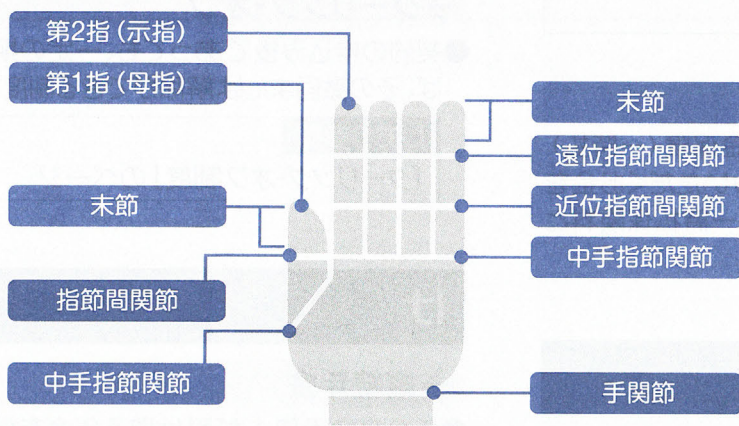 第2指(示指)
第1指(母指)
末節
指節間関節
中手指節関節
末節
遠位指節間関節
近位指節間関節
中手指節関節
手関節